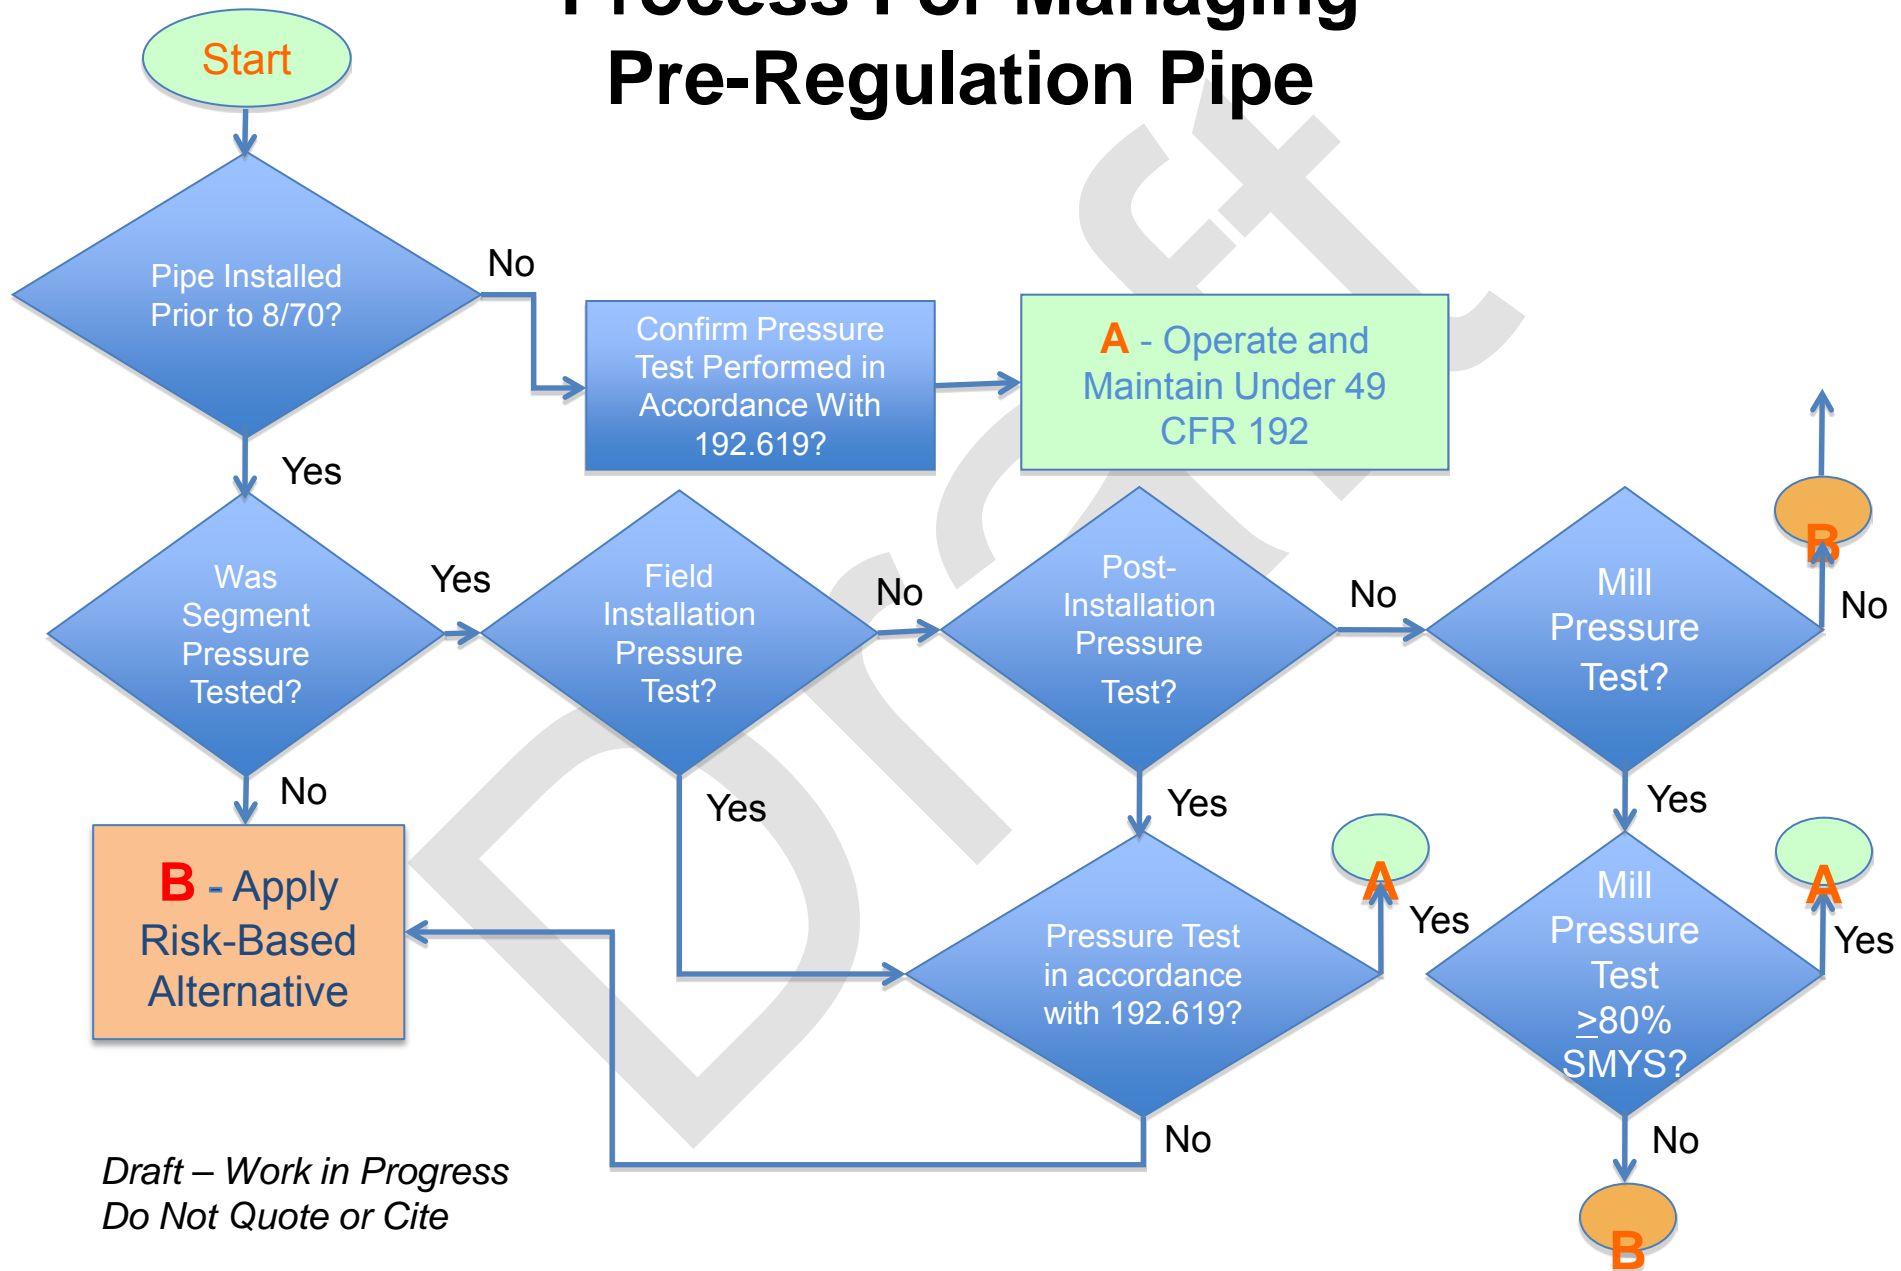 Process For Managing
Pre-Regulation Pipe
Start
Pipe Installed
Prior to 8/70?
No
Confirm Pressure
Test Performed in
Accordance With
192.619?
A - Operate and
Maintain Under 49
CFR 192
Yes
Was
Segment
Pressure
Tested?
Yes
Field
Installation
Pressure
Test?
No
Post-
Installation
Pressure
Test?
No
Mill
Pressure
Test?
B
No
No
Yes
Yes
Yes
B - Apply
Risk-Based
Alternative
Pressure Test
in accordance
with 192.619?
A
Yes
Mill
Pressure
Test
≥80%
SMYS?
A
Yes
No
No
B
Draft – Work in Progress
Do Not Quote or Cite
Draft